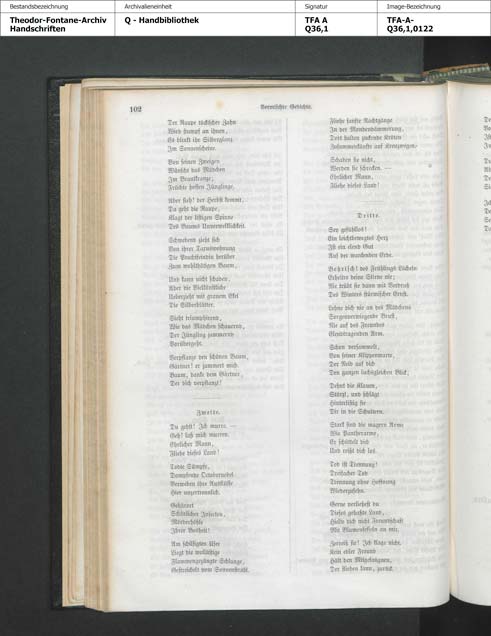 Bestandsbezeichnung
Archivalieneinheit
Signatur
Image-Bezeichnung
Theodor-Fontane-Archiv
Handschriften
Q - Handbibliothek
TFA A
Q36,1
TFA-A-
Q36,1,0122
102
Vermischte Gedichte.
Der Raupe tückischer Zahn
Wird stumpf an ihnen,
Es blinkt ihr Silberglanz
Im Sonnenscheine.
Von seinen Zweigen
Wünscht das Mädchen
Im Brautkranze;
Früchte hoffen Jünglinge.
Aber sieh! der Herbst kommt,
Da geht die Raupe,
Klagt der listigen Spinne
Des Baums Unverwelklichkeit.
Schwebend zieht sich
Von ihrer Taxuswohnung
Die Prachtfeindin herüber
Zum wohlthätigen Baum,
Und kann nicht schaden,
Aber die Vielkünstliche
Ueberzieht mit grauem Ekel
Die Silberblätter.
Sieht triumphirend,
Wie das Mädchen schauernd,
Der Jüngling jammernd
Vorübergeht.
Verpflanze den schönen Baum,
Gärtner! er jammert mich.
Baum, danke dem Gärtner,
Der dich verpflanzt!
Zweite.
Du gehst! Ich murre —
Geh! laß mich murren.
Ehrlicher Mann,
Fliehe dieses Land!
Todte Sümpfe,
Dampfende Octobernebel
Verweben ihre Ausflüsse
Hier unzertrennlich.
Gebärort
Schädlicher Insekten,
Mörderhöhle
Ihrer Bosheit!
Am schilfigten Ufer
Liegt die wollüstige
Flammengezüngte Schlange,
Gestreichelt vom Sonnenstrahl.
Fliehe sanfte Nachtgänge
In der Mondendämmerung,
Dort halten zuckende Kröten
Zusammenkünfte auf Kreuzwegen.
Schaden sie nicht,
Werden sie schrecken. —
Ehrlicher Mann,
Fliehe dieses Land!
Dritte.
Sey gefühllos!
Ein leichtbewegtes Herz
Ist ein elend Gut
Auf der wankenden Erde.
Behrisch! des Frühlings Lächeln
Erheitre deine Stirne nie;
Nie trübt sie dann mit Verdruß
Des Winters stürmischer Ernst.
Lehne dich nie an des Mädchens
Sorgenverwiegende Brust,
Nie auf des Freundes
Elendtragenden Arm.
Schon versammelt,
Von seiner Klippenwarte,
Der Neid auf dich
Den ganzen luchsgleichen Blick,
Dehnt die Klauen,
Stürzt, und schlägt
Hinterlistig sie
Dir in die Schultern.
Stark sind die magern Arme
Wie Pantherarme,
Er schüttelt dich
Und reißt dich los.
Tod ist Trennung!
Dreifacher Tod
Trennung ohne Hoffnung
Wiederzusehn.
Gerne verließest du
Dieses gehaßte Land,
Hielte dich nicht Freundschaft
Mit Blumenfesseln an mir.
Zerreiß sie! Ich klage nicht.
Kein edler Freund
Hält den Mitgefangnen,
Der fliehen kann, zurück.